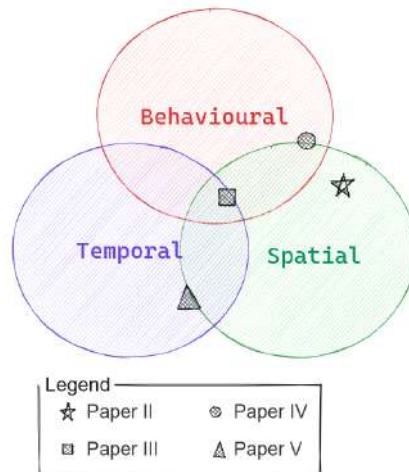 Behavioural
Temporal
Spatial
Legend
Paper II
Paper IV
Paper III
Paper V